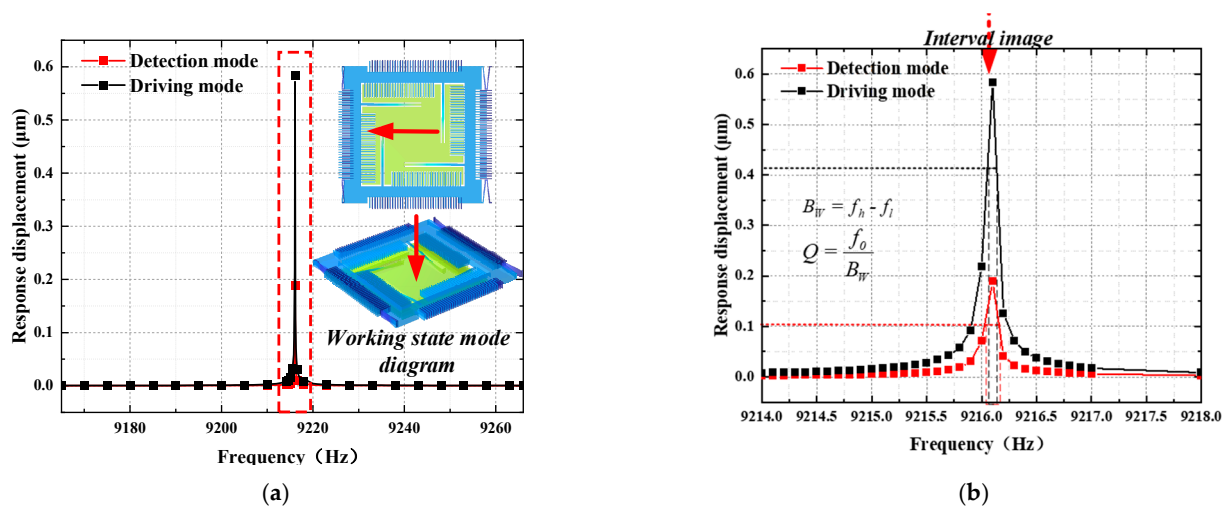 Detection mode
Driving mode
0.6
0.5
0.4
0.3
0.2
0.1
0.0
Response displacement (μm)
Working state mode
diagram
9180 9200 9220 9240 9260
Frequency（Hz）
(a)
Interval image
Detection mode
Driving mode
0.6
0.5
0.4
0.3
0.2
0.1
0.0
Response displacement (μm)
B_W = f_h - f_l
Q = f_0 / B_W
9214.0 9214.5 9215.0 9215.5 9216.0 9216.5 9217.0 9217.5 9218.0
Frequency（Hz）
(b)